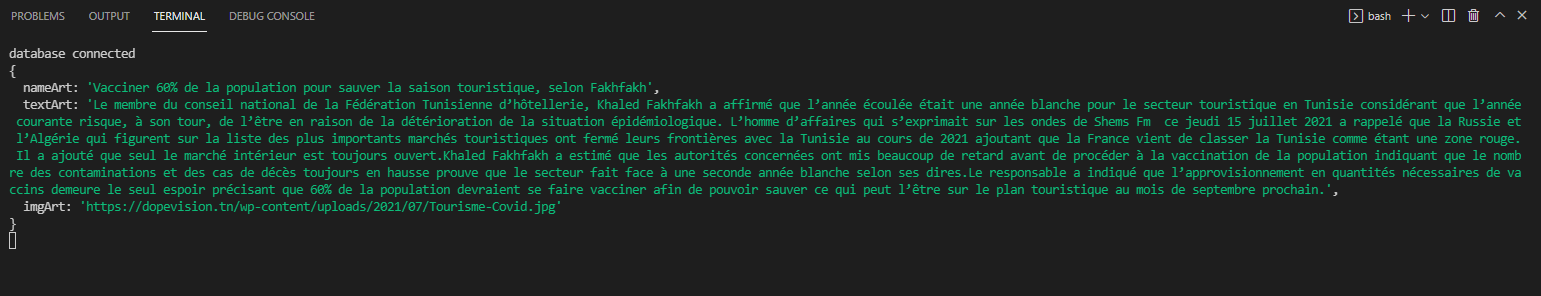 PROBLEMS OUTPUT TERMINAL DEBUG CONSOLE bash
database connected
{
nameArt: 'Vacciner 60% de la population pour sauver la saison touristique, selon Fakhfakh',
textArt: 'Le membre du conseil national de la Fédération Tunisienne d’hôtellerie, Khaled Fakhfakh a affirmé que l’année écoulée était une année blanche pour le secteur touristique en Tunisie considérant que l’année
courante risque, à son tour, de l’être en raison de la détérioration de la situation épidémiologique. L’homme d’affaires qui s’exprimait sur les ondes de Shems Fm  ce jeudi 15 juillet 2021 a rappelé que la Russie et
l’Algérie qui figurent sur la liste des plus importants marchés touristiques ont fermé leurs frontières avec la Tunisie au cours de 2021 ajoutant que la France vient de classer la Tunisie comme étant une zone rouge.
Il a ajouté que seul le marché intérieur est toujours ouvert.Khaled Fakhfakh a estimé que les autorités concernées ont mis beaucoup de retard avant de procéder à la vaccination de la population indiquant que le nomb
re des contaminations et des cas de décès toujours en hausse prouve que le secteur fait face à une seconde année blanche selon ses dires.Le responsable a indiqué que l’approvisionnement en quantités nécessaires de va
ccins demeure le seul espoir précisant que 60% de la population devraient se faire vacciner afin de pouvoir sauver ce qui peut l’être sur le plan touristique au mois de septembre prochain.',
imgArt: 'https://dopevision.tn/wp-content/uploads/2021/07/Tourisme-Covid.jpg'
}